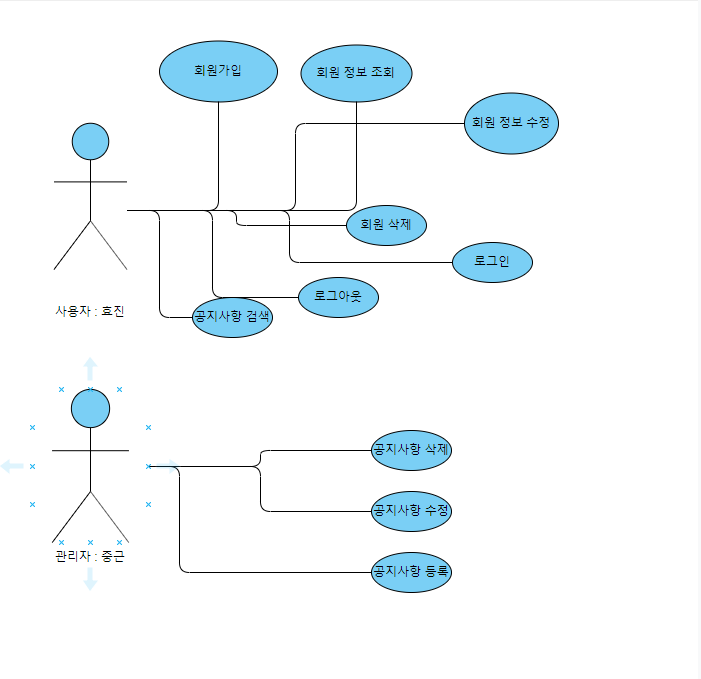 회원가입
회원 정보 조회
회원 정보 수정
회원 삭제
로그인
로그아웃
공지사항 검색
사용자 : 효진
공지사항 삭제
공지사항 수정
관리자 : 중근
공지사항 등록